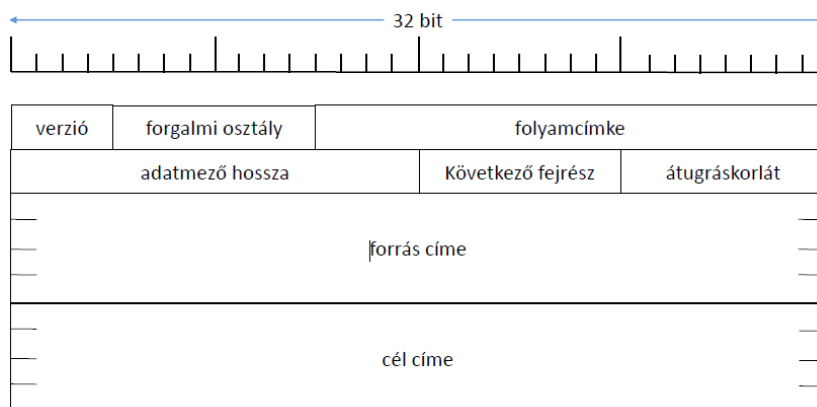 32 bit
verzió forgalmi osztály folyamcímke
adatmező hossza Következő fejrész átugráskorlát
forrás címe
cél címe